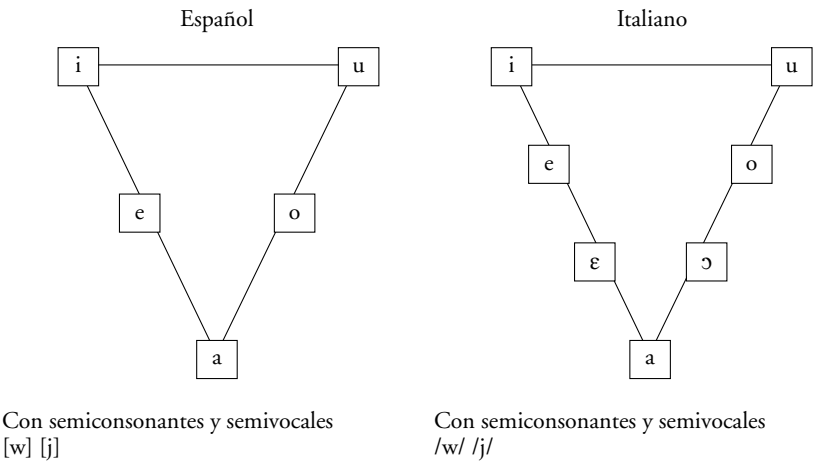 Español
i
u
e
o
a
Con semiconsonantes y semivocales
[w] [j]
Italiano
i
u
e
o
ε
ɔ
a
Con semiconsonantes y semivocales
/w/ /j/